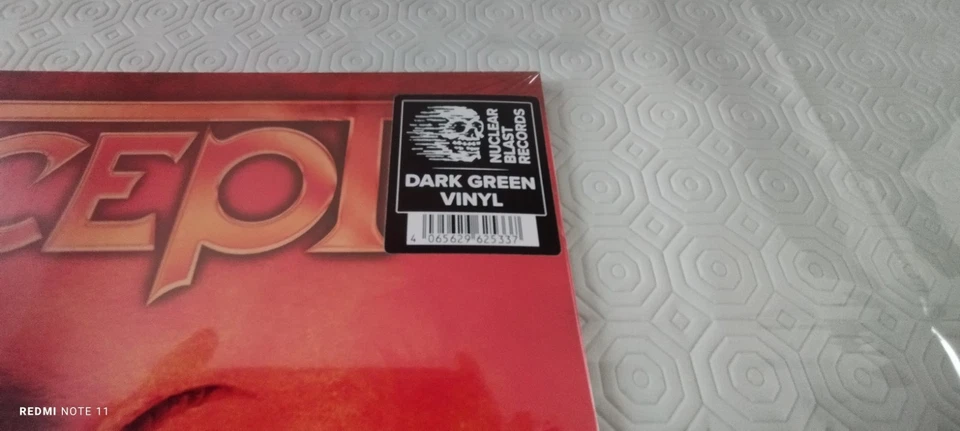 CEPT
NUCLEAR
BLAST
RECORDS
DARK GREEN
VINYL
4 065629 625337
REDMI NOTE 11